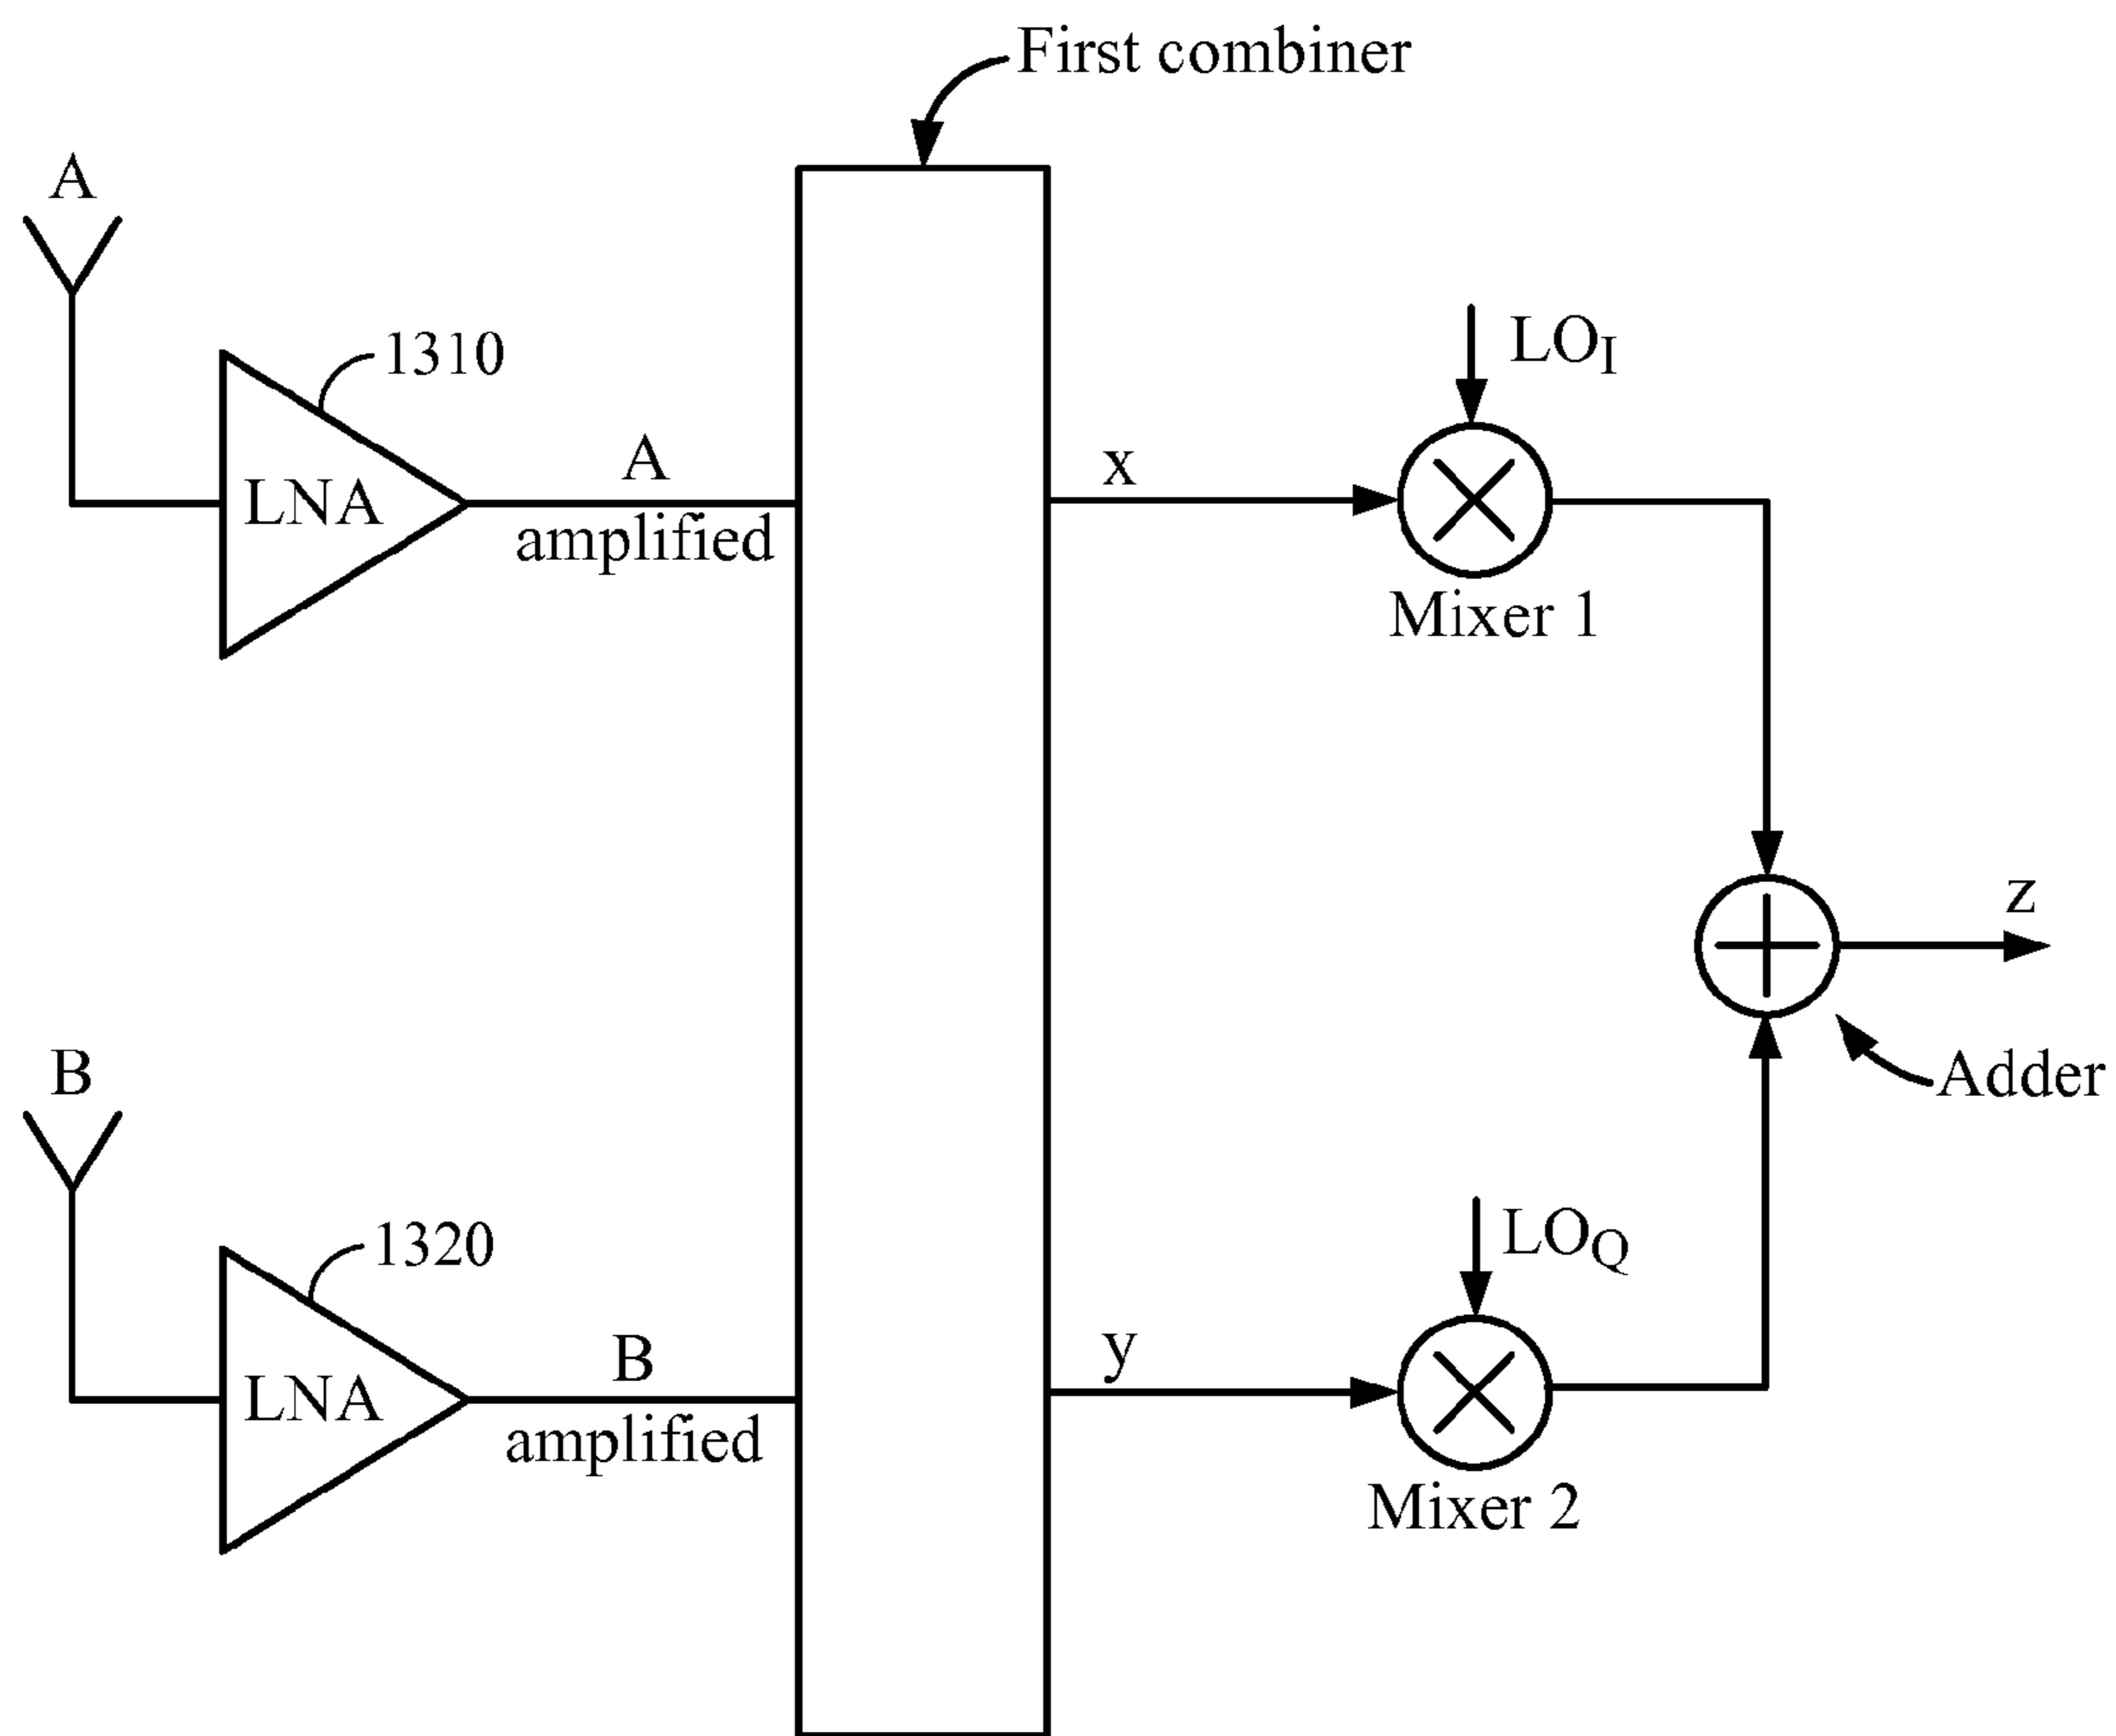 First combiner
A
1310
LNA
A
amplified
x
LOI
Mixer 1
z
Adder
B
1320
LNA
B
amplified
y
LOQ
Mixer 2